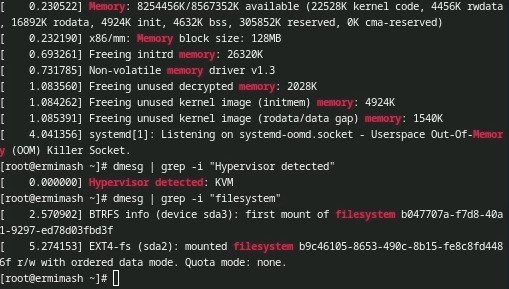 [    0.230522] Memory: 8254456K/8567352K available (22528K kernel code, 4456K rwdata
, 16892K rodata, 4924K init, 4632K bss, 305852K reserved, 0K cma-reserved)
[    0.232190] x86/mm: Memory block size: 128MB
[    0.693261] Freeing initrd memory: 26320K
[    0.731785] Non-volatile memory driver v1.3
[    1.083560] Freeing unused decrypted memory: 2028K
[    1.084262] Freeing unused kernel image (initmem) memory: 4924K
[    1.085391] Freeing unused kernel image (rodata/data gap) memory: 1540K
[    4.041356] systemd[1]: Listening on systemd-oomd.socket - Userspace Out-Of-Memor
y (OOM) Killer Socket.
[root@ermimash ~]# dmesg | grep -i "Hypervisor detected"
[    0.000000] Hypervisor detected: KVM
[root@ermimash ~]# dmesg | grep -i "filesystem"
[    2.570902] BTRFS info (device sda3): first mount of filesystem b047707a-f7d8-40a
1-9297-ed78d03fbd3f
[    5.274153] EXT4-fs (sda2): mounted filesystem b9c46105-8653-490c-8b15-fe8c8fd448
6f r/w with ordered data mode. Quota mode: none.
[root@ermimash ~]#